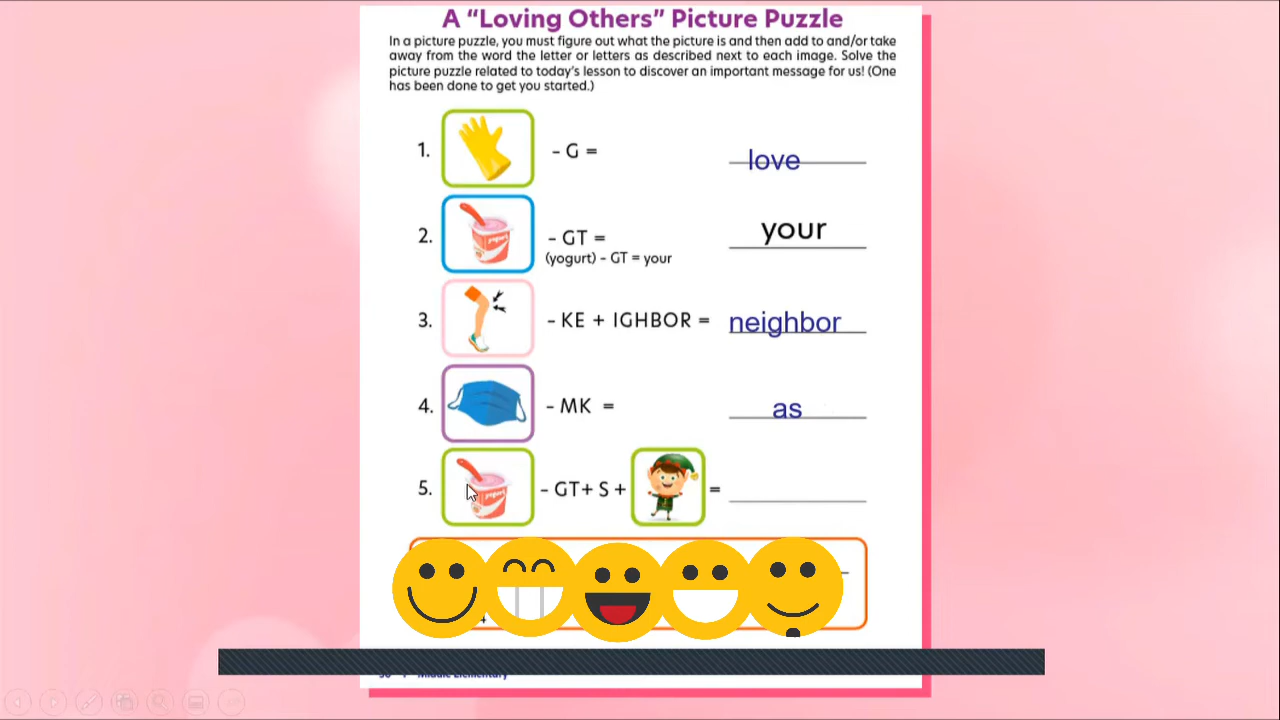 A “Loving Others” Picture Puzzle
In a picture puzzle, you must figure out what the picture is and then add to and/or take
away from the word the letter or letters as described next to each image. Solve the
picture puzzle related to today’s lesson to discover an important message for us! (One
has been done to get you started.)
1. - G = love
2. - GT = your
(yogurt) - GT = your
3. - KE + IGHBOR = neighbor
4. - MK = as
5. - GT+ S + =
Middle Elementary